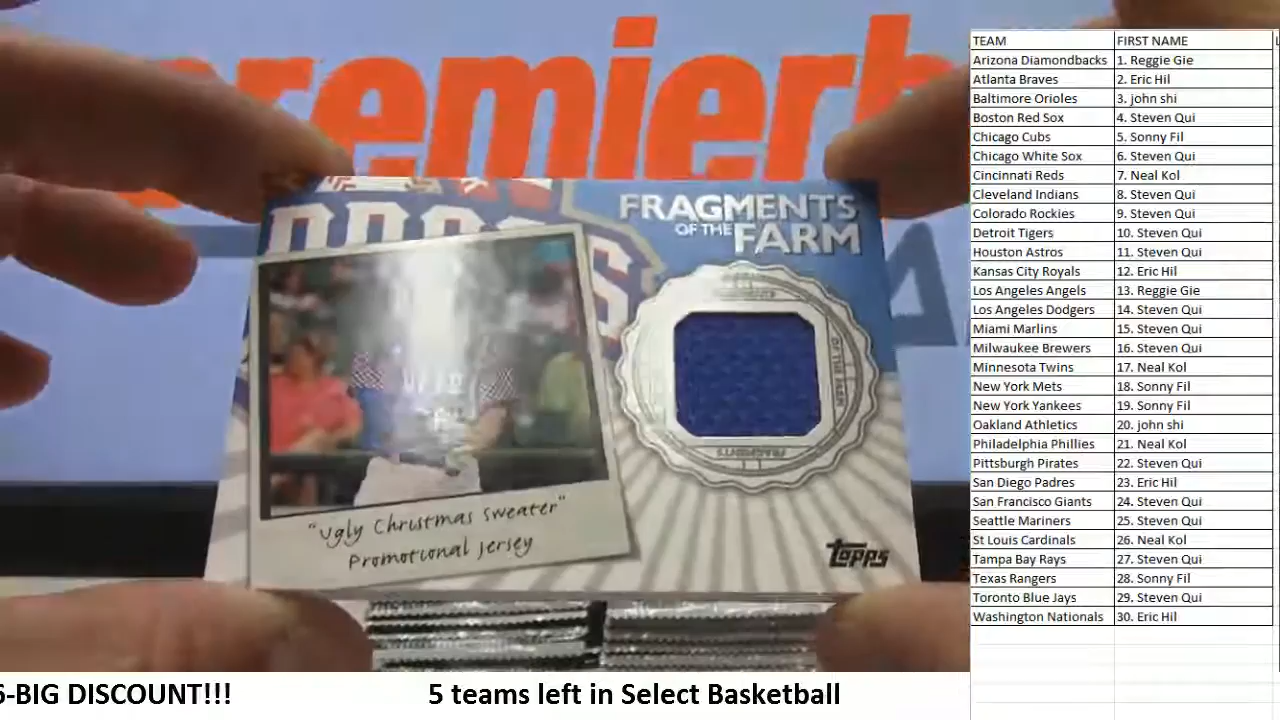 premierb
FRAGMENTS
OF THE FARM
"ugly Christmas sweater"
Promotional Jersey
FRAGMENTS
topps
TEAM FIRST NAME
Arizona Diamondbacks 1. Reggie Gie
Atlanta Braves 2. Eric Hil
Baltimore Orioles 3. john shi
Boston Red Sox 4. Steven Qui
Chicago Cubs 5. Sonny Fil
Chicago White Sox 6. Steven Qui
Cincinnati Reds 7. Neal Kol
Cleveland Indians 8. Steven Qui
Colorado Rockies 9. Steven Qui
Detroit Tigers 10. Steven Qui
Houston Astros 11. Steven Qui
Kansas City Royals 12. Eric Hil
Los Angeles Angels 13. Reggie Gie
Los Angeles Dodgers 14. Steven Qui
Miami Marlins 15. Steven Qui
Milwaukee Brewers 16. Steven Qui
Minnesota Twins 17. Neal Kol
New York Mets 18. Sonny Fil
New York Yankees 19. Sonny Fil
Oakland Athletics 20. john shi
Philadelphia Phillies 21. Neal Kol
Pittsburgh Pirates 22. Steven Qui
San Diego Padres 23. Eric Hil
San Francisco Giants 24. Steven Qui
Seattle Mariners 25. Steven Qui
St Louis Cardinals 26. Neal Kol
Tampa Bay Rays 27. Steven Qui
Texas Rangers 28. Sonny Fil
Toronto Blue Jays 29. Steven Qui
Washington Nationals 30. Eric Hil
-BIG DISCOUNT!!! 5 teams left in Select Basketball